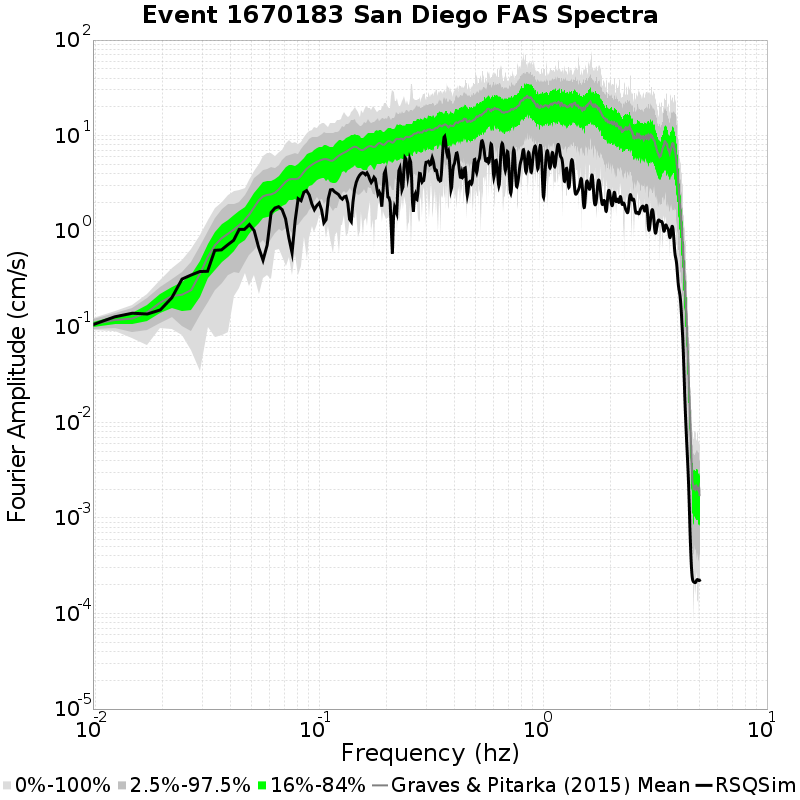 Event 1670183 San Diego FAS Spectra
Fourier Amplitude (cm/s)
10^2
10^1
10^0
10^-1
10^-2
10^-3
10^-4
10^-5
10^-2 10^-1 10^0 10^1
Frequency (hz)
0%-100% 2.5%-97.5% 16%-84% Graves & Pitarka (2015) Mean RSQSim